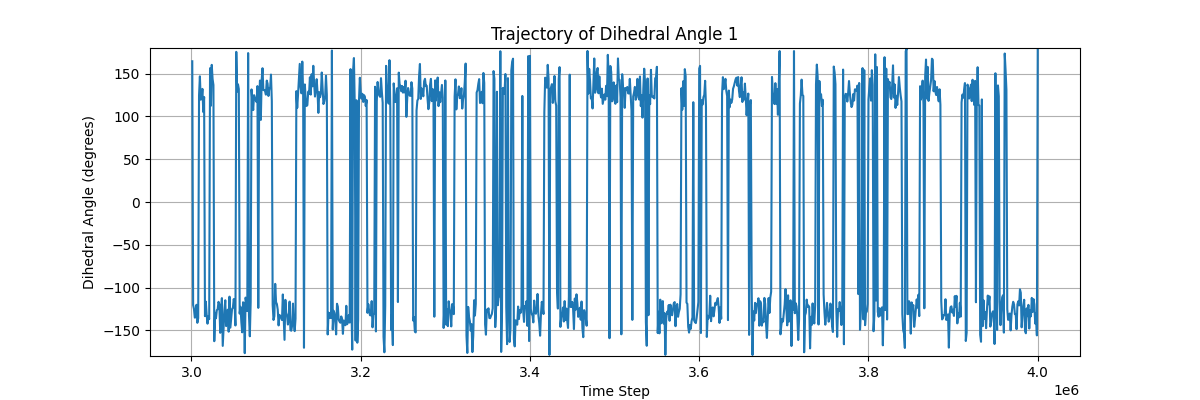 Trajectory of Dihedral Angle 1
Dihedral Angle (degrees)
150
100
50
0
−50
−100
−150
3.0 3.2 3.4 3.6 3.8 4.0
1e6
Time Step